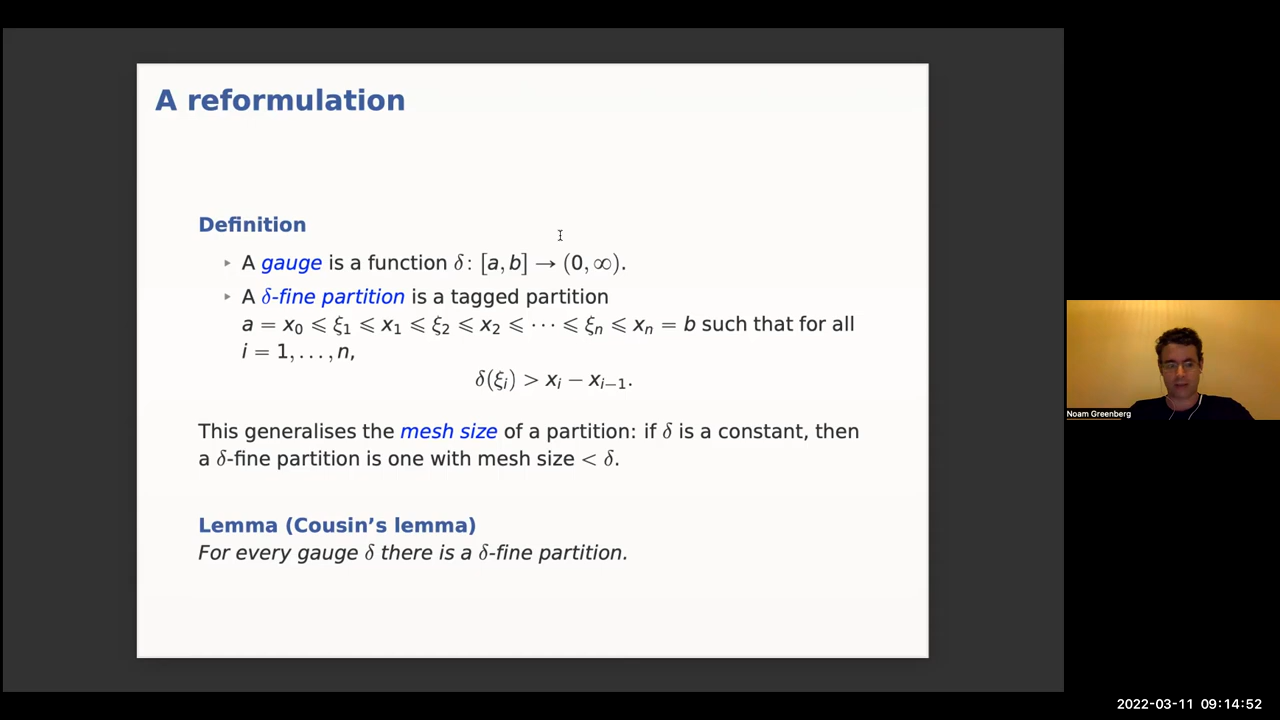 A reformulation
Definition
▸ A gauge is a function δ: [a, b] → (0, ∞).
▸ A δ-fine partition is a tagged partition
a = x₀ ⩽ ξ₁ ⩽ x₁ ⩽ ξ₂ ⩽ x₂ ⩽ ⋯ ⩽ ξₙ ⩽ xₙ = b such that for all
i = 1, . . . , n,
δ(ξᵢ) > xᵢ − xᵢ₋₁.
This generalises the mesh size of a partition: if δ is a constant, then
a δ-fine partition is one with mesh size < δ.
Lemma (Cousin’s lemma)
For every gauge δ there is a δ-fine partition.
Noam Greenberg
2022-03-11 09:14:52